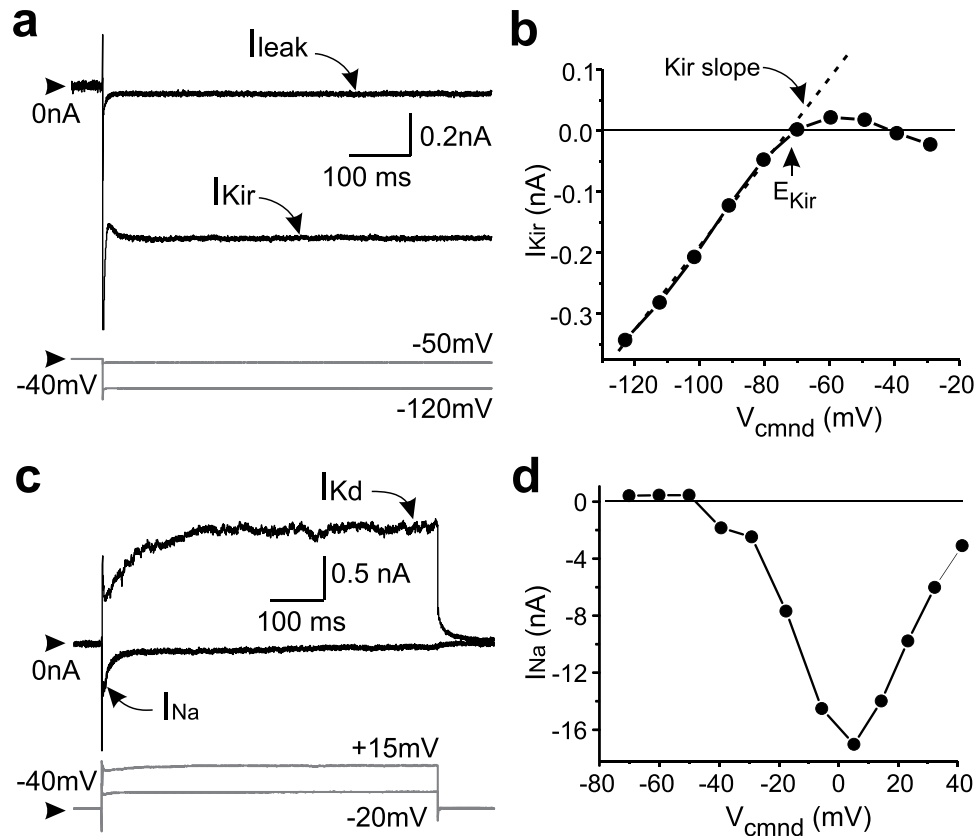 a
Ileak
0nA
0.2nA
100 ms
IKir
-50mV
-40mV
-120mV
b
Kir slope
0.1
0.0
-0.1
-0.2
-0.3
EKir
IKir (nA)
-120 -100 -80 -60 -40 -20
Vcmnd (mV)
c
IKd
0.5 nA
100 ms
0nA
INa
+15mV
-40mV
-20mV
d
0
-4
-8
-12
-16
INa (nA)
-80 -60 -40 -20 0 20 40
Vcmnd (mV)